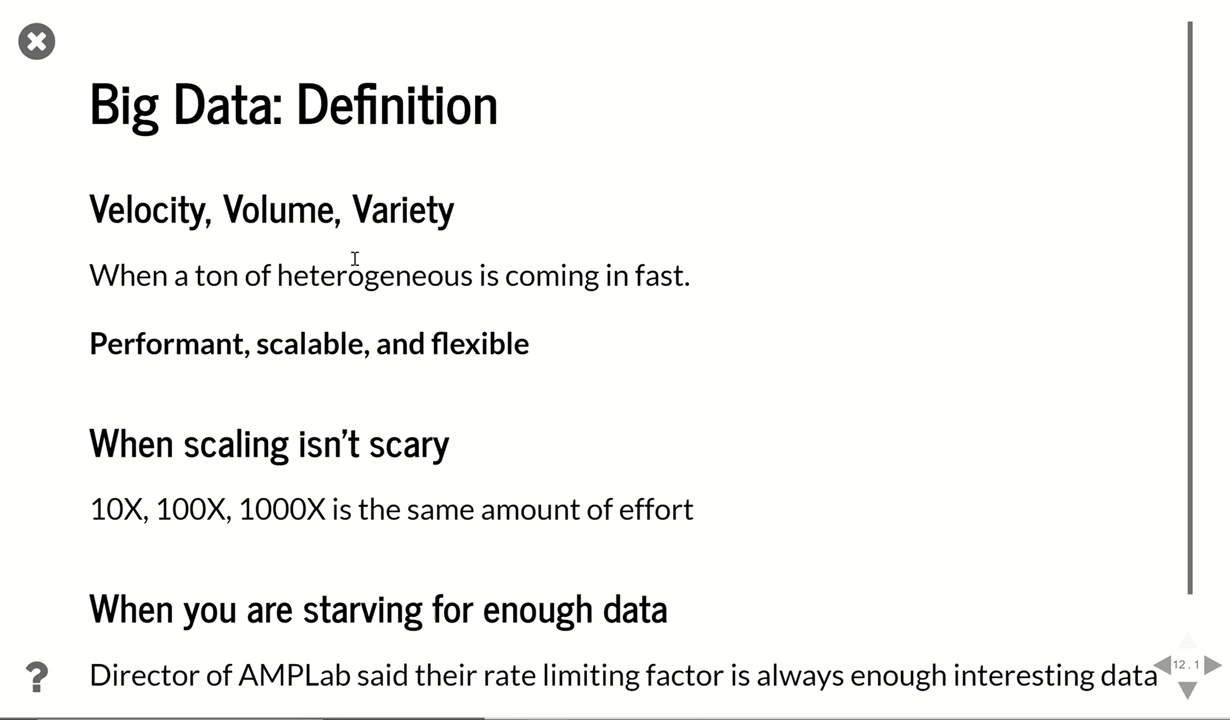 Big Data: Definition
Velocity, Volume, Variety
When a ton of heterogeneous is coming in fast.
Performant, scalable, and flexible
When scaling isn't scary
10X, 100X, 1000X is the same amount of effort
When you are starving for enough data
Director of AMPLab said their rate limiting factor is always enough interesting data
?
12.1